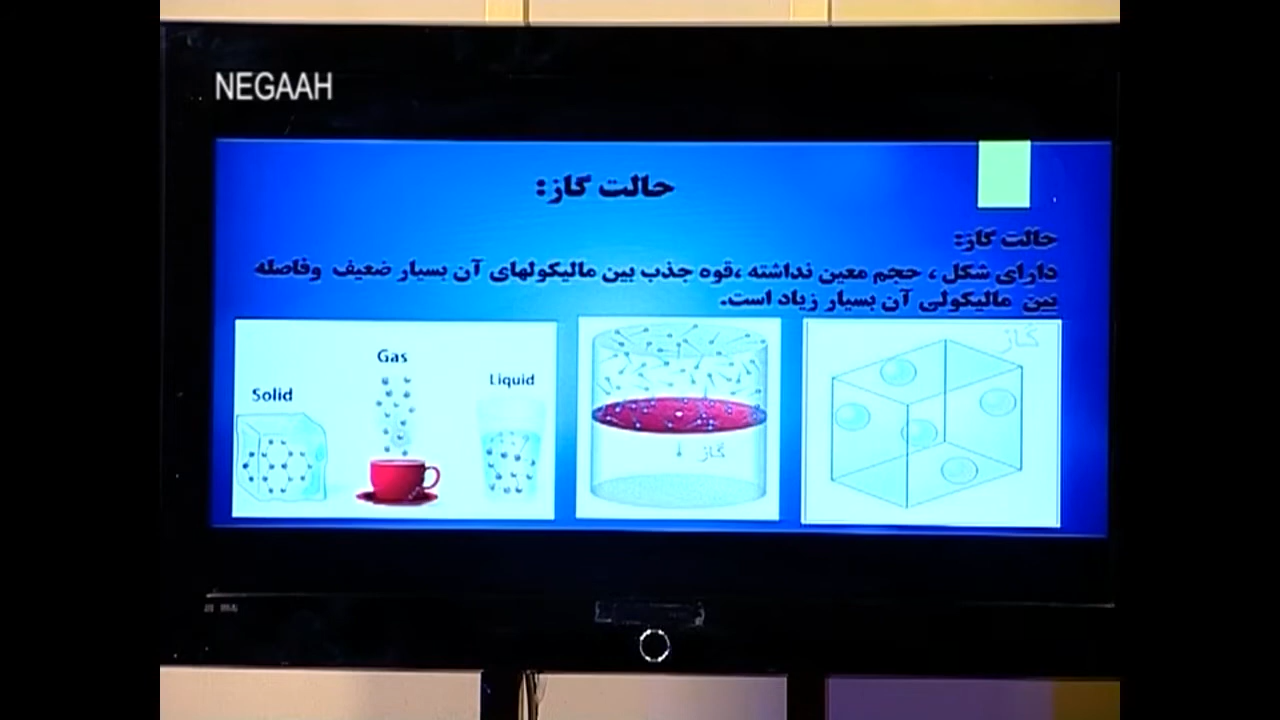 NEGAAH
حالت گاز:
حالت گاز:
دارای شکل ، حجم معین نداشته ،قوه جذب بین مالیکولهای آن بسیار ضعیف وفاصله
بین مالیکولی آن بسیار زیاد است.
Solid
Gas
Liquid
گاز
گاز